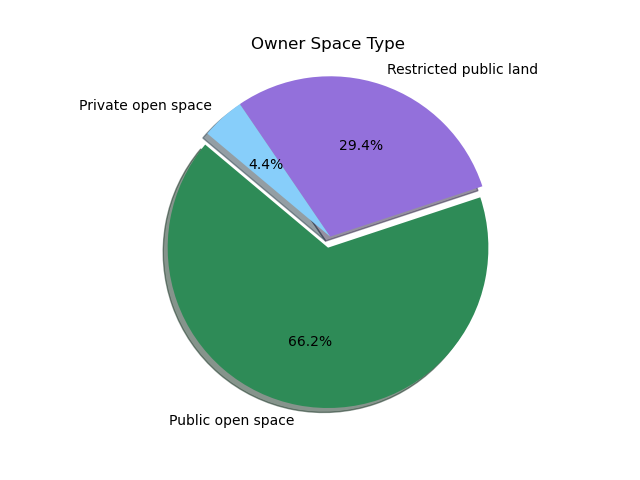 Owner Space Type
Restricted public land
Private open space
29.4%
4.4%
66.2%
Public open space